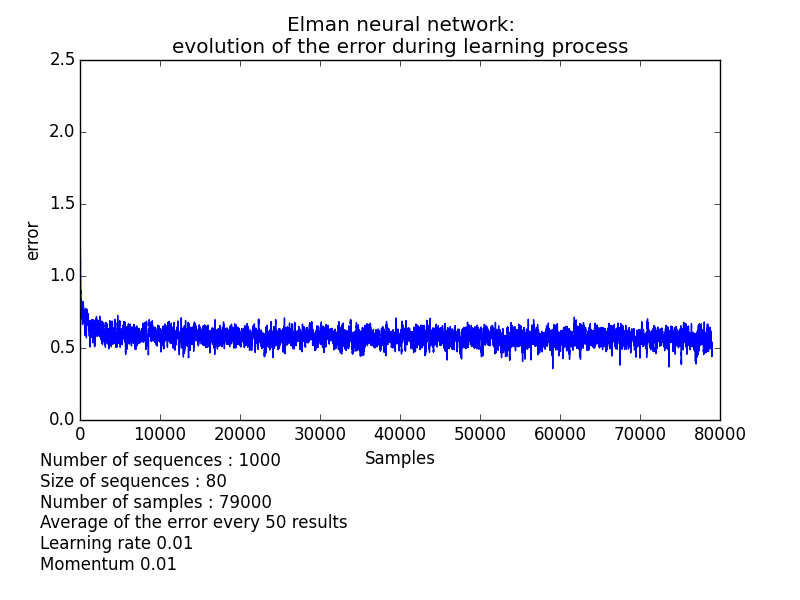 Elman neural network:
evolution of the error during learning process
2.5
2.0
1.5
1.0
0.5
0.0
error
0 10000 20000 30000 40000 50000 60000 70000 80000
Samples
Number of sequences : 1000
Size of sequences : 80
Number of samples : 79000
Average of the error every 50 results
Learning rate 0.01
Momentum 0.01